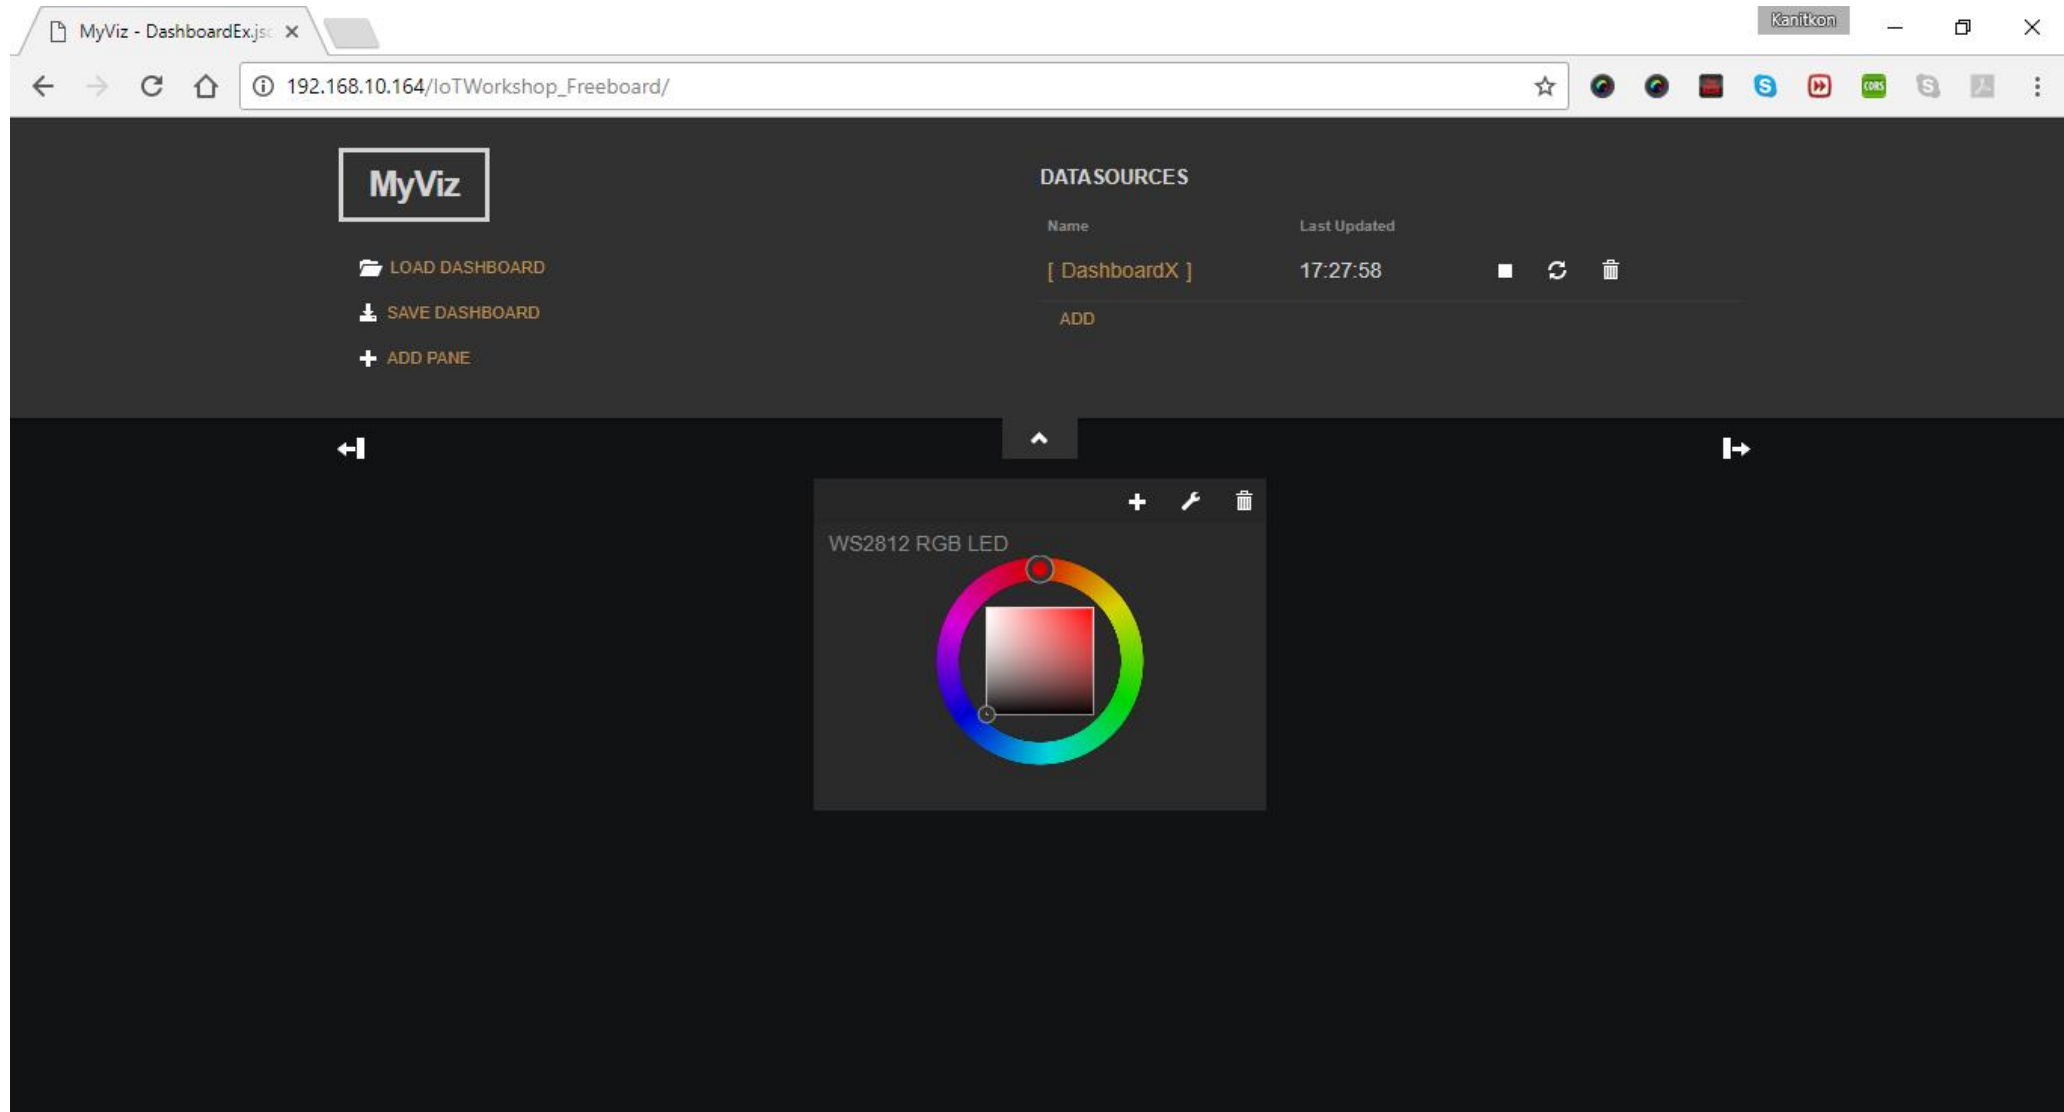 MyViz - DashboardEx.js
Kanitkon
192.168.10.164/IoTWorkshop_Freeboard/
CORS
MyViz
LOAD DASHBOARD
SAVE DASHBOARD
ADD PANE
DATASOURCES
Name Last Updated
[ DashboardX ] 17:27:58
ADD
WS2812 RGB LED